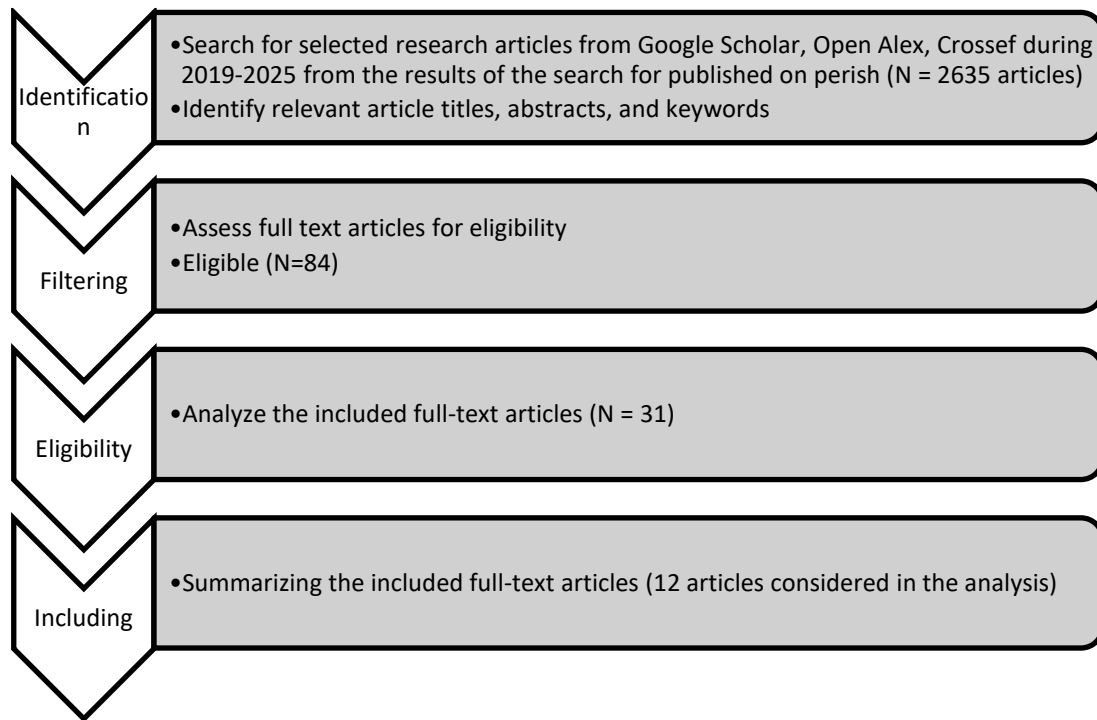 Identificatio
n
•Search for selected research articles from Google Scholar, Open Alex, Crossef during
2019-2025 from the results of the search for published on perish (N = 2635 articles)
•Identify relevant article titles, abstracts, and keywords
Filtering
•Assess full text articles for eligibility
•Eligible (N=84)
Eligibility
•Analyze the included full-text articles (N = 31)
Including
•Summarizing the included full-text articles (12 articles considered in the analysis)